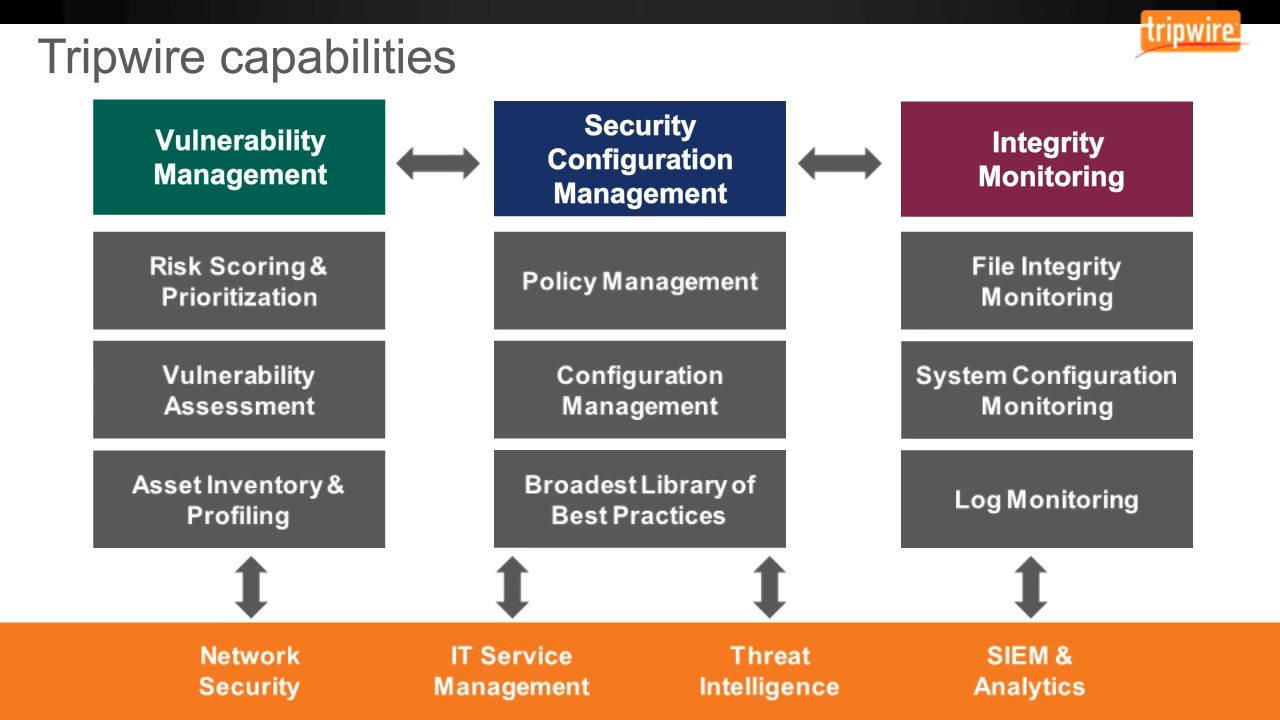 Tripwire capabilities
tripwire
Vulnerability
Management
Risk Scoring &
Prioritization
Vulnerability
Assessment
Asset Inventory &
Profiling
Security
Configuration
Management
Policy Management
Configuration
Management
Broadest Library of
Best Practices
Integrity
Monitoring
File Integrity
Monitoring
System Configuration
Monitoring
Log Monitoring
Network
Security
IT Service
Management
Threat
Intelligence
SIEM &
Analytics